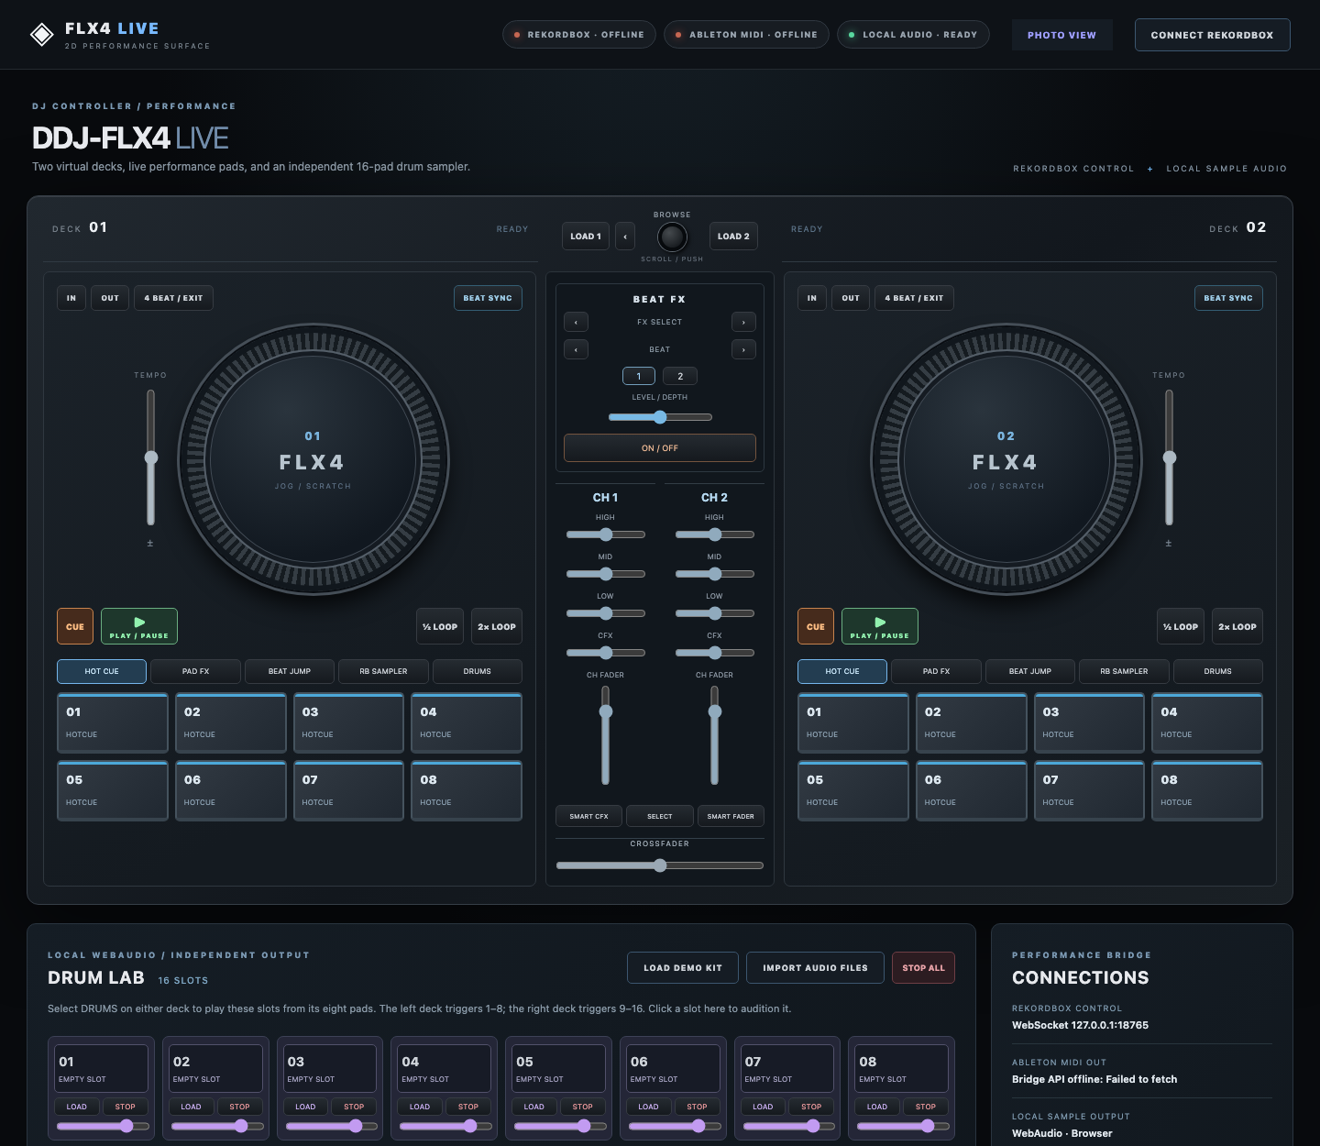 FLX4 LIVE
2D PERFORMANCE SURFACE
REKORDBOX · OFFLINE
ABLETON MIDI · OFFLINE
LOCAL AUDIO · READY
PHOTO VIEW
CONNECT REKORDBOX
DJ CONTROLLER / PERFORMANCE
DDJ-FLX4 LIVE
Two virtual decks, live performance pads, and an independent 16-pad drum sampler.
REKORDBOX CONTROL + LOCAL SAMPLE AUDIO
DECK 01
READY
BROWSE
LOAD 1
‹
LOAD 2
SCROLL / PUSH
READY
DECK 02
IN
OUT
4 BEAT / EXIT
BEAT SYNC
TEMPO
±
01
FLX4
JOG / SCRATCH
CUE
PLAY / PAUSE
½ LOOP
2× LOOP
HOT CUE
PAD FX
BEAT JUMP
RB SAMPLER
DRUMS
01
HOTCUE
02
HOTCUE
03
HOTCUE
04
HOTCUE
05
HOTCUE
06
HOTCUE
07
HOTCUE
08
HOTCUE
BEAT FX
‹ FX SELECT ›
‹ BEAT ›
1
2
LEVEL / DEPTH
ON / OFF
CH 1
HIGH
MID
LOW
CFX
CH FADER
CH 2
HIGH
MID
LOW
CFX
CH FADER
SMART CFX
SELECT
SMART FADER
CROSSFADER
IN
OUT
4 BEAT / EXIT
BEAT SYNC
02
FLX4
JOG / SCRATCH
TEMPO
±
CUE
PLAY / PAUSE
½ LOOP
2× LOOP
HOT CUE
PAD FX
BEAT JUMP
RB SAMPLER
DRUMS
01
HOTCUE
02
HOTCUE
03
HOTCUE
04
HOTCUE
05
HOTCUE
06
HOTCUE
07
HOTCUE
08
HOTCUE
LOCAL WEBAUDIO / INDEPENDENT OUTPUT
DRUM LAB 16 SLOTS
LOAD DEMO KIT
IMPORT AUDIO FILES
STOP ALL
Select DRUMS on either deck to play these slots from its eight pads. The left deck triggers 1–8; the right deck triggers 9–16. Click a slot here to audition it.
01
EMPTY SLOT
LOAD
STOP
02
EMPTY SLOT
LOAD
STOP
03
EMPTY SLOT
LOAD
STOP
04
EMPTY SLOT
LOAD
STOP
05
EMPTY SLOT
LOAD
STOP
06
EMPTY SLOT
LOAD
STOP
07
EMPTY SLOT
LOAD
STOP
08
EMPTY SLOT
LOAD
STOP
PERFORMANCE BRIDGE
CONNECTIONS
REKORDBOX CONTROL
WebSocket 127.0.0.1:18765
ABLETON MIDI OUT
Bridge API offline: Failed to fetch
LOCAL SAMPLE OUTPUT
WebAudio · Browser